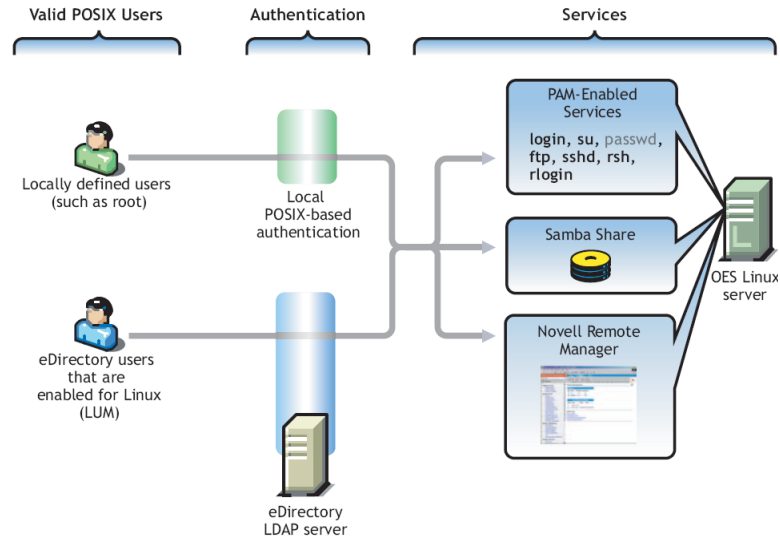 Valid POSIX Users
Authentication
Services
Locally defined users
(such as root)
Local
POSIX-based
authentication
PAM-Enabled
Services
login, su, passwd,
ftp, sshd, rsh,
rlogin
Samba Share
OES Linux
server
eDirectory users
that are
enabled for Linux
(LUM)
eDirectory
LDAP server
Novell Remote
Manager